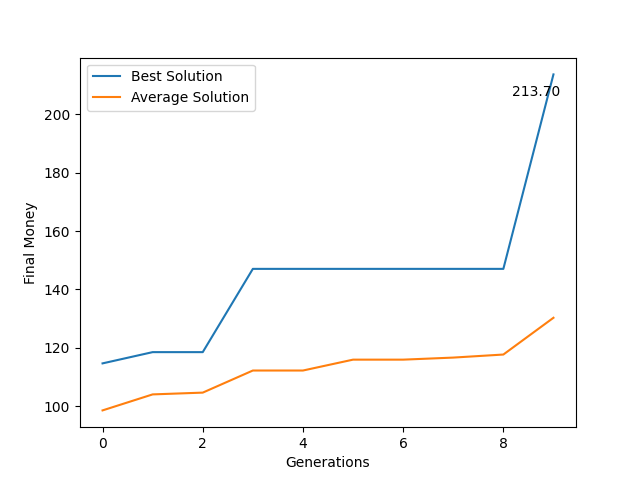 Best Solution
Average Solution
213.70
200
180
160
140
120
100
0 2 4 6 8
Final Money
Generations